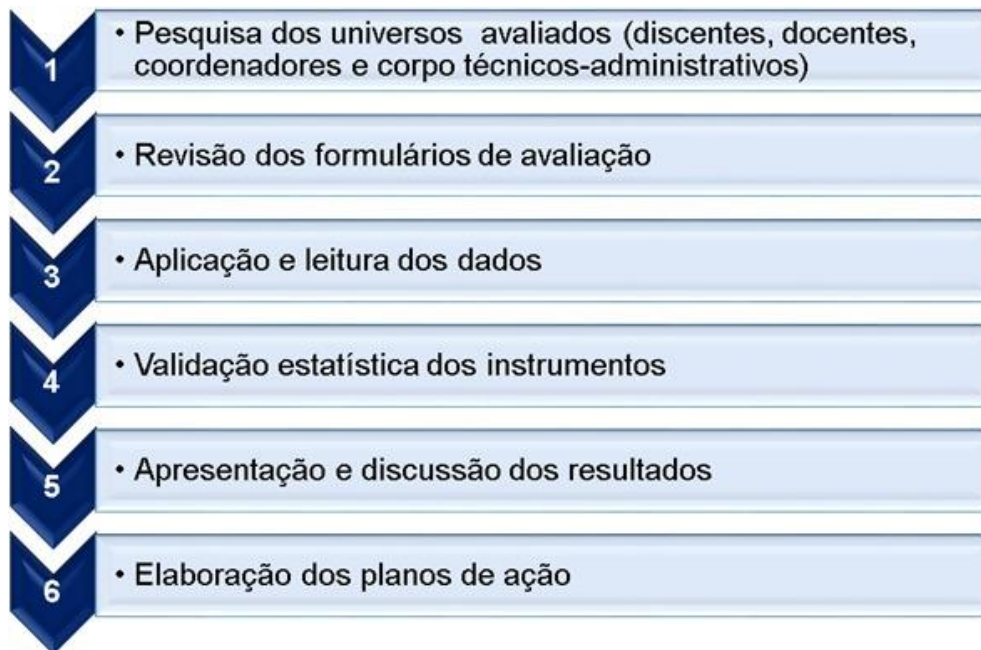 1
• Pesquisa dos universos avaliados (discentes, docentes,
coordenadores e corpo técnicos-administrativos)
2
• Revisão dos formulários de avaliação
3
• Aplicação e leitura dos dados
4
• Validação estatística dos instrumentos
5
• Apresentação e discussão dos resultados
6
• Elaboração dos planos de ação